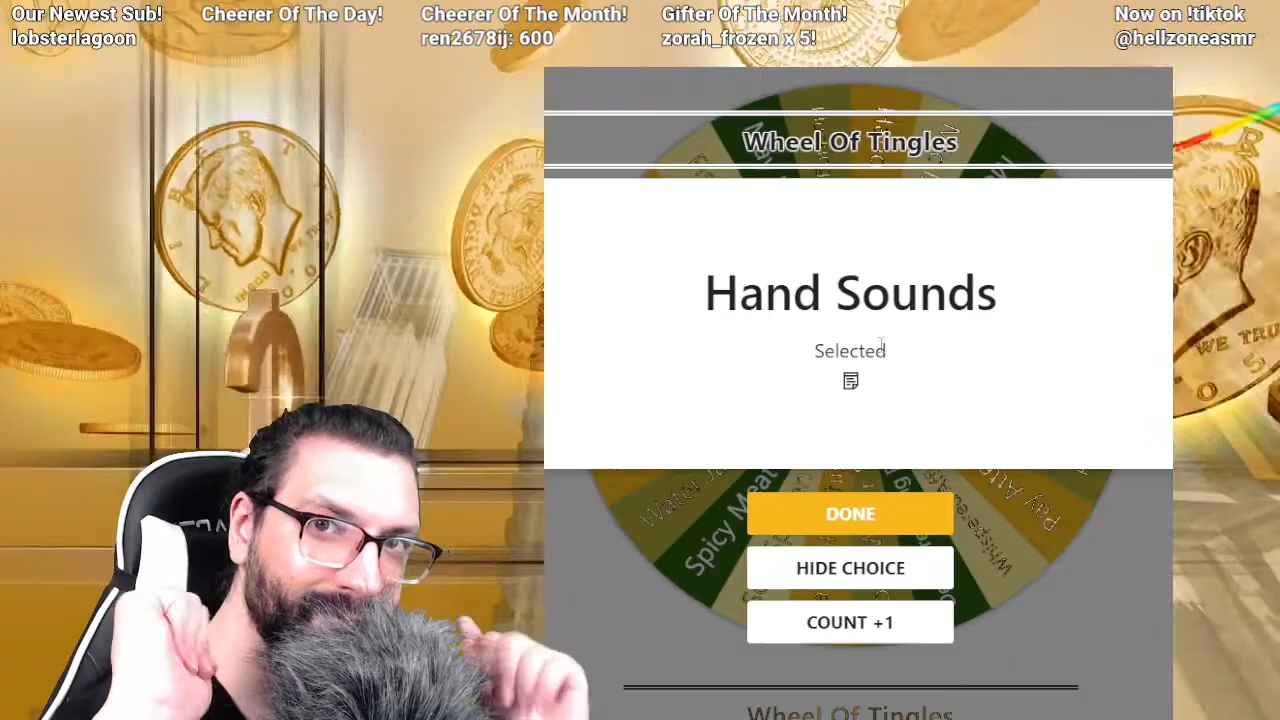 Our Newest Sub!
lobsterlagoon
Cheerer Of The Day!
Cheerer Of The Month!
ren2678ij: 600
Gifter Of The Month!
zorah_frozen x 5!
Now on !tiktok
@hellzoneasmr
Wheel Of Tingles
Hand Sounds
Selected
Spicy Meat
DONE
HIDE CHOICE
COUNT +1
Wheel Of Tingles